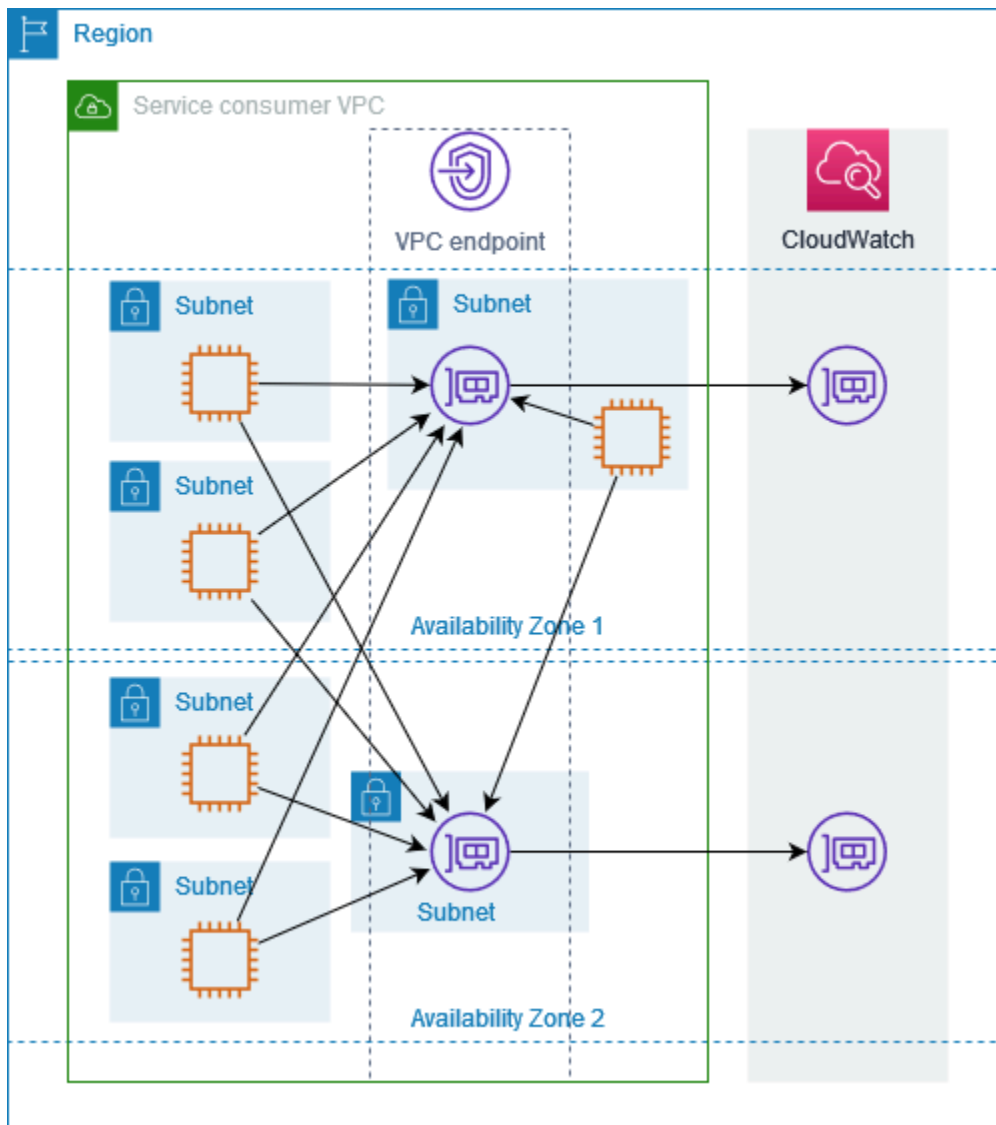 Region
Service consumer VPC
VPC endpoint
CloudWatch
Subnet
Subnet
Subnet
Availability Zone 1
Subnet
Subnet
Subnet
Availability Zone 2